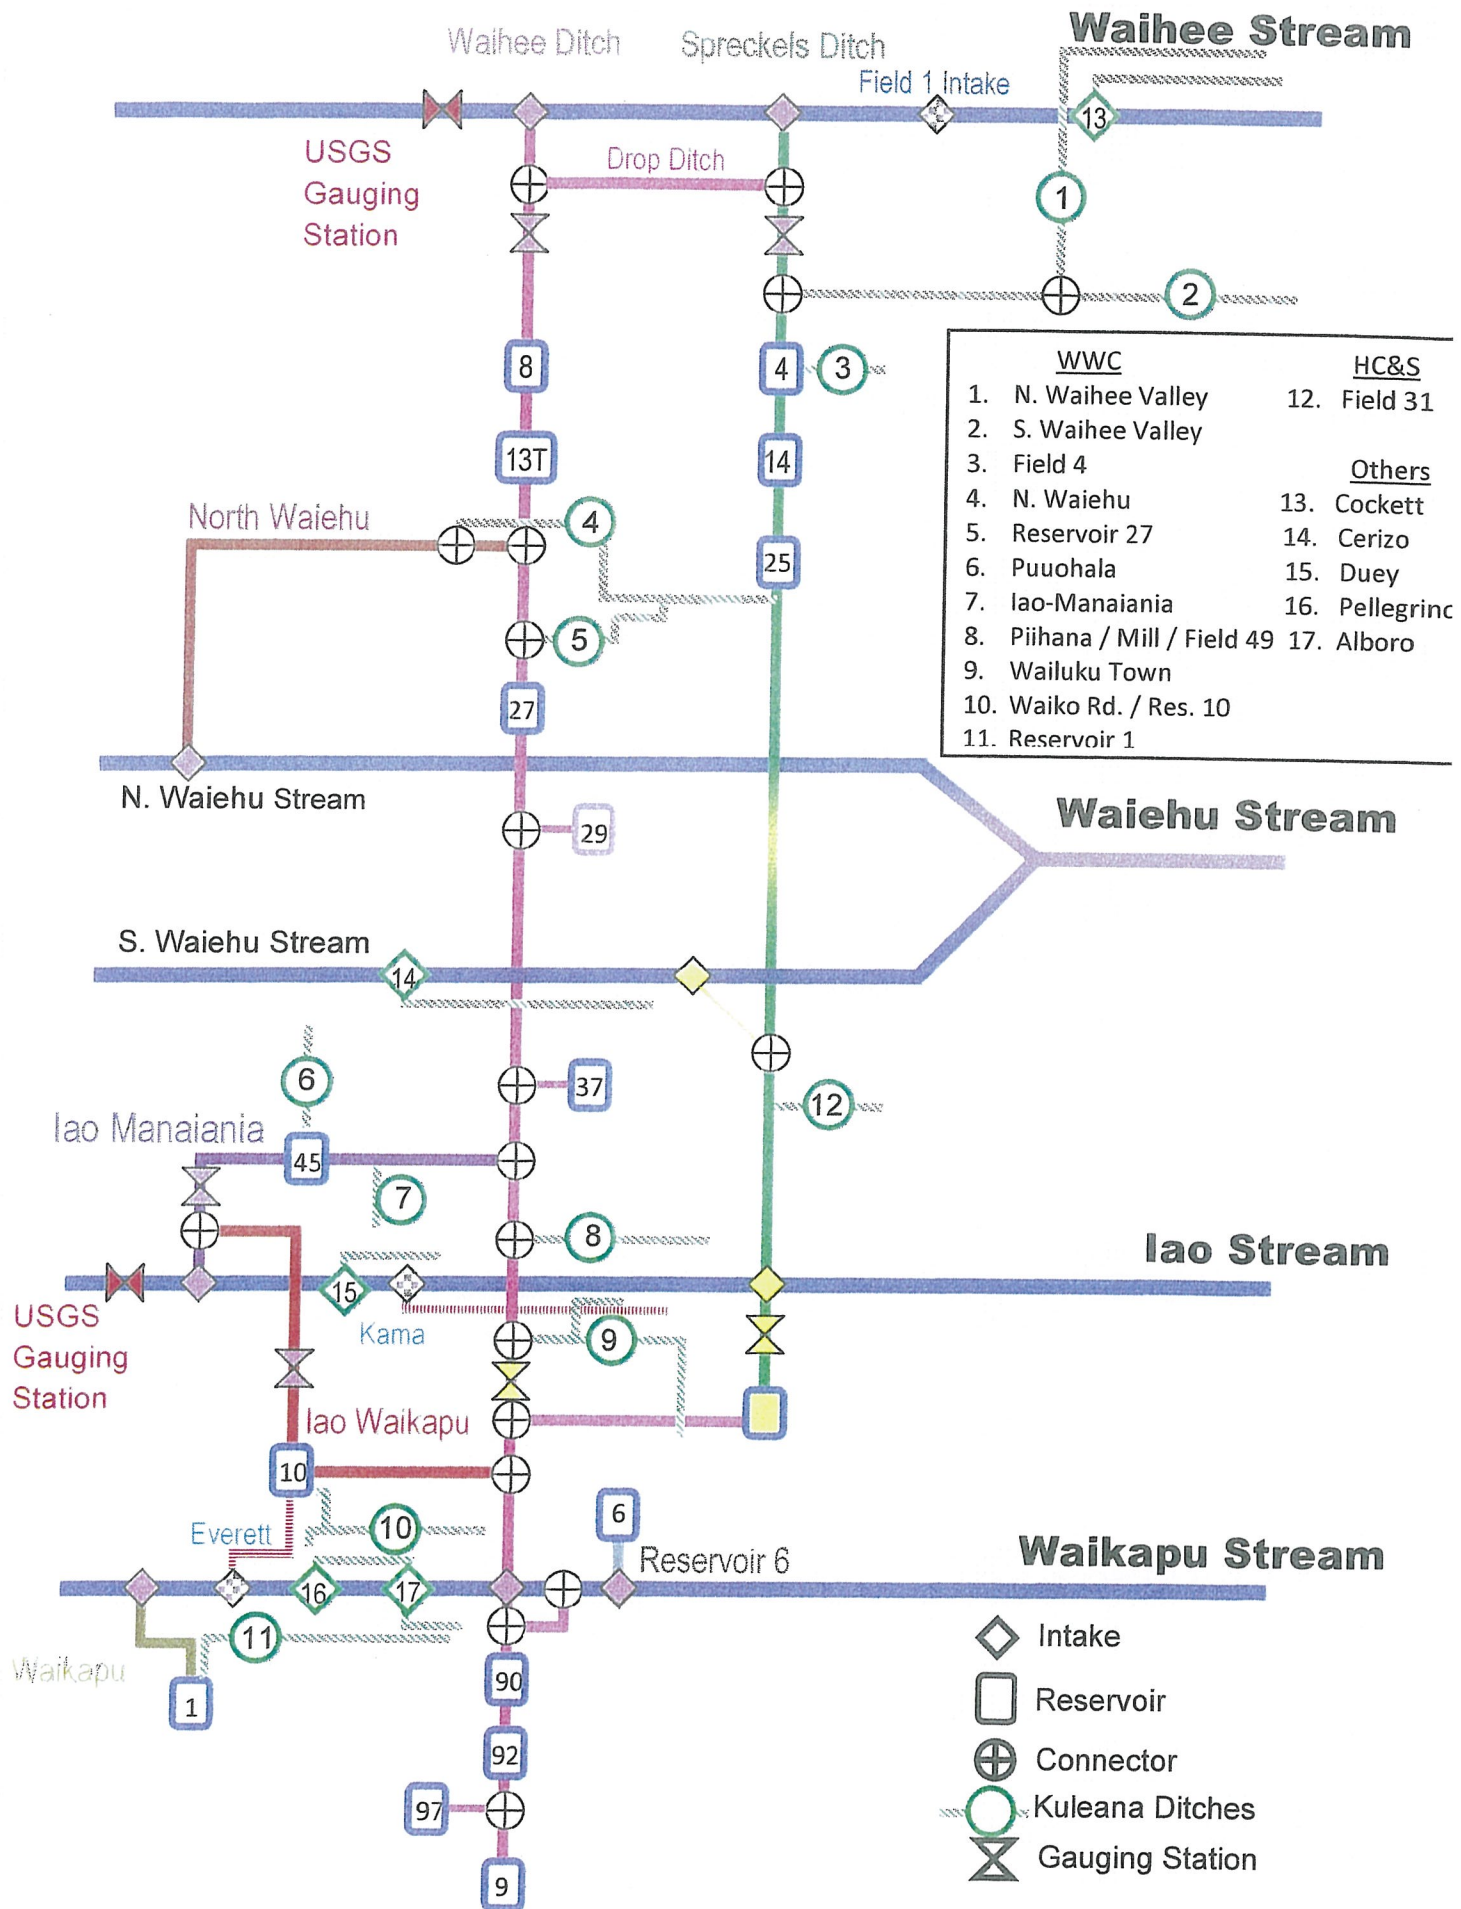 Waihee Stream
Waihee Ditch
Spreckels Ditch
Field 1 Intake
13
USGS
Gauging
Station
Drop Ditch
1
2
8
4
3
13T
14
North Waiehu
4
25
5
27
WWC
1. N. Waihee Valley
2. S. Waihee Valley
3. Field 4
4. N. Waiehu
5. Reservoir 27
6. Puuohala
7. Iao-Manaiania
8. Piihana / Mill / Field 49
9. Wailuku Town
10. Waiko Rd. / Res. 10
11. Reservoir 1
HC&S
12. Field 31
Others
13. Cockett
14. Cerizo
15. Duey
16. Pellegrinc
17. Alboro
N. Waiehu Stream
29
Waiehu Stream
S. Waiehu Stream
14
6
37
12
Iao Manaiania
45
7
8
Iao Stream
15
USGS
Gauging
Station
Kama
9
Iao Waikapu
10
6
Everett
10
Reservoir 6
Waikapu Stream
16
17
11
Waikapu
1
90
92
97
9
Intake
Reservoir
Connector
Kuleana Ditches
Gauging Station